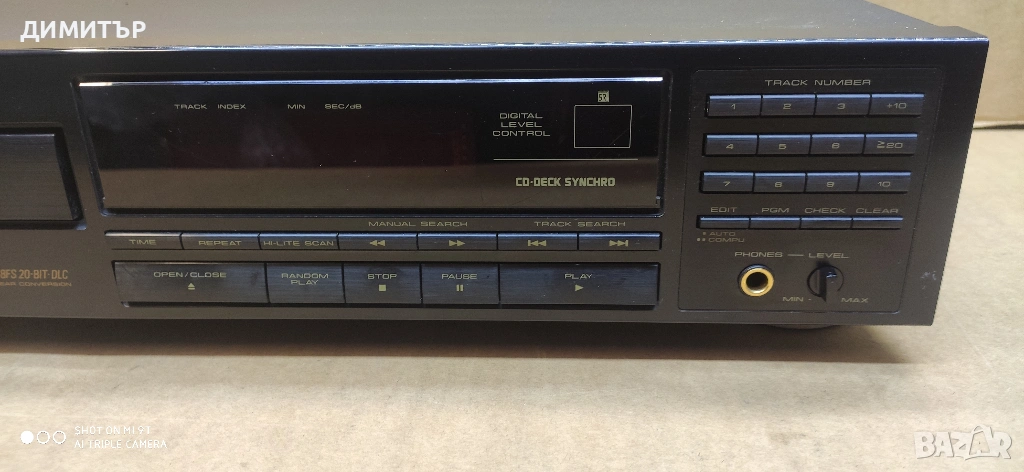 ДИМИТЪР
TRACK INDEX MIN SEC/dB
DIGITAL
LEVEL
CONTROL
CD-DECK SYNCHRO
TRACK NUMBER
1 2 3 +10
4 5 6 ≧20
7 8 9 10
EDIT PGM CHECK CLEAR
• AUTO
•• COMPU
MANUAL SEARCH TRACK SEARCH
TIME REPEAT HI-LITE SCAN
8FS 20-BIT·DLC
OPEN/CLOSE RANDOM PLAY STOP PAUSE PLAY
PHONES — LEVEL
MIN MAX
SHOT ON MI 9 T
AI TRIPLE CAMERA
BAZAR